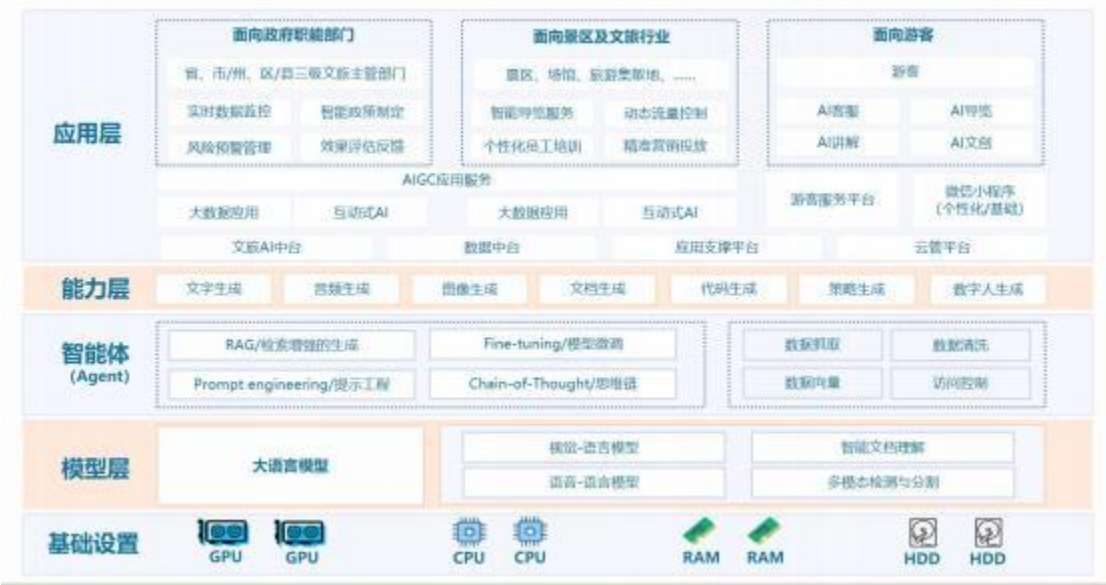 面向政府职能部门
面向景区及文旅行业
面向游客
省、市/州、区/县三级文旅主管部门
景区、场馆、旅游集散地、......
游客
应用层
实时数据监控
智能政策制定
智能导览服务
动态流量控制
AI客服
AI导览
风险预警管理
效果评估反馈
个性化员工培训
精准营销投放
AI讲解
AI文创
AIGC应用服务
游客服务平台
微信小程序
(个性化/基础)
大数据应用
互动式AI
大数据应用
互动式AI
文旅AI中台
数据中台
应用支撑平台
云管平台
能力层
文字生成
音频生成
图像生成
文档生成
代码生成
策略生成
数字人生成
智能体
(Agent)
RAG/检索增强的生成
Fine-tuning/模型微调
数据抓取
数据清洗
Prompt engineering/提示工程
Chain-of-Thought/思维链
数据向量
访问控制
模型层
大语言模型
视觉-语言模型
智能文档理解
语音-语言模型
多模态检测与分割
基础设置
GPU
GPU
CPU
CPU
RAM
RAM
HDD
HDD